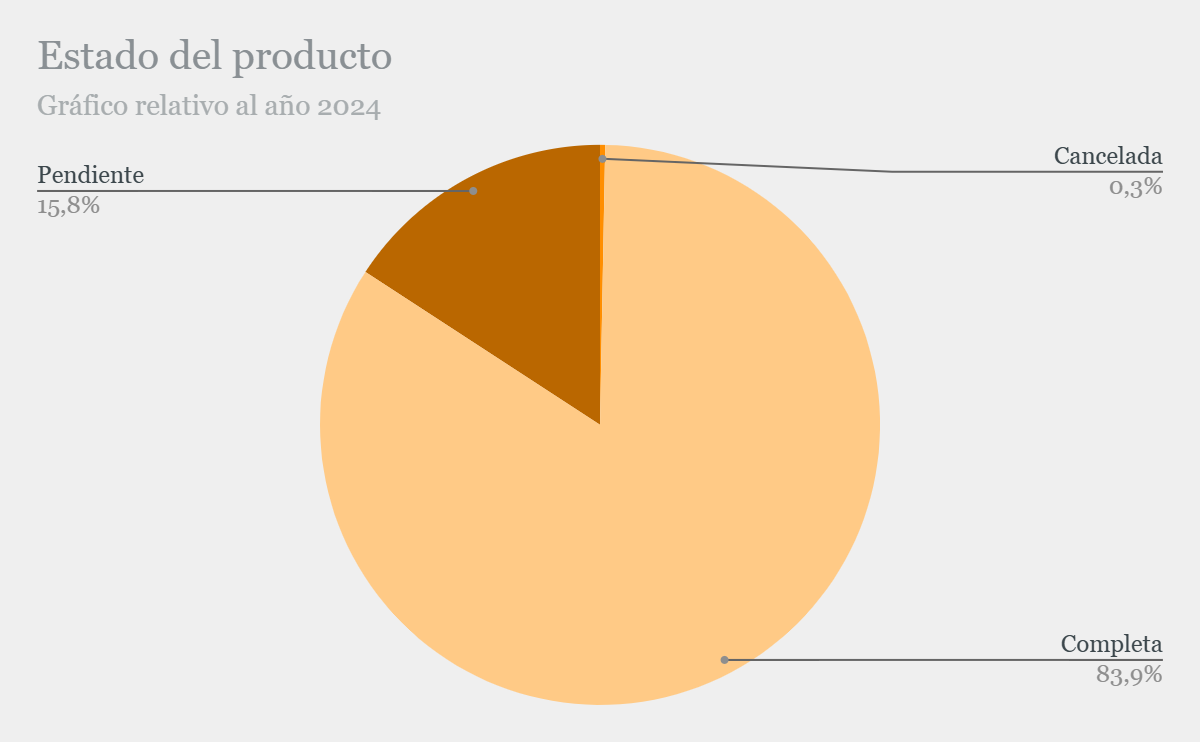 Estado del producto
Gráfico relativo al año 2024
Cancelada
0,3%
Pendiente
15,8%
Completa
83,9%